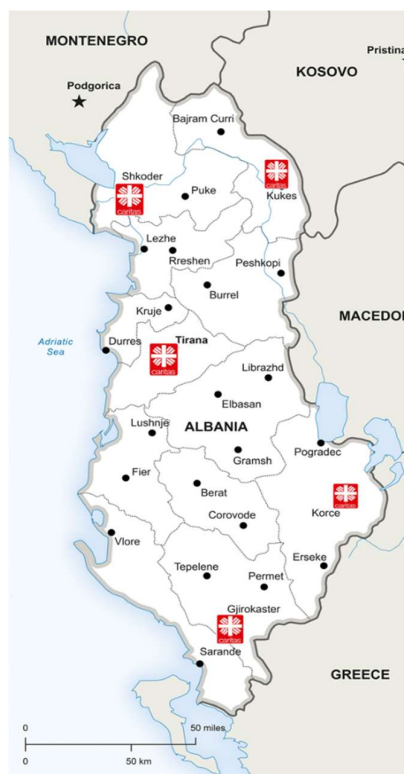 MONTENEGRO
KOSOVO
Pristina
Podgorica
Bajram Curri
Shkoder
caritas
caritas
Puke
Kukes
Lezhe
Rreshen
Peshkopi
Burrel
Kruje
Adriatic
Sea
Durres
Tirana
caritas
MACEDON
Librazhd
Elbasan
Lushnje
ALBANIA
Gramsh
Pogradec
Fier
Berat
caritas
Korce
Corovode
Vlore
Erseke
Tepelene
Permet
Gjirokaster
caritas
Sarande
GREECE
0
50 miles
0
50 km